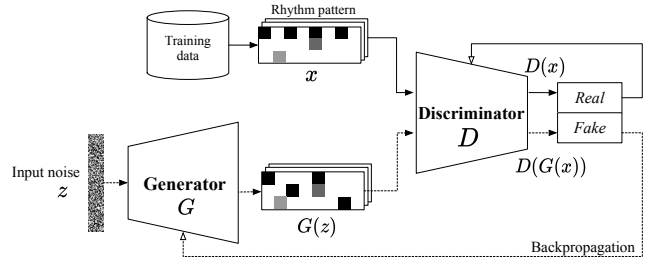 Rhythm pattern
Training
data
x
D(x)
Real
Discriminator
D
Fake
D(G(x))
Input noise
z
Generator
G
G(z)
Backpropagation